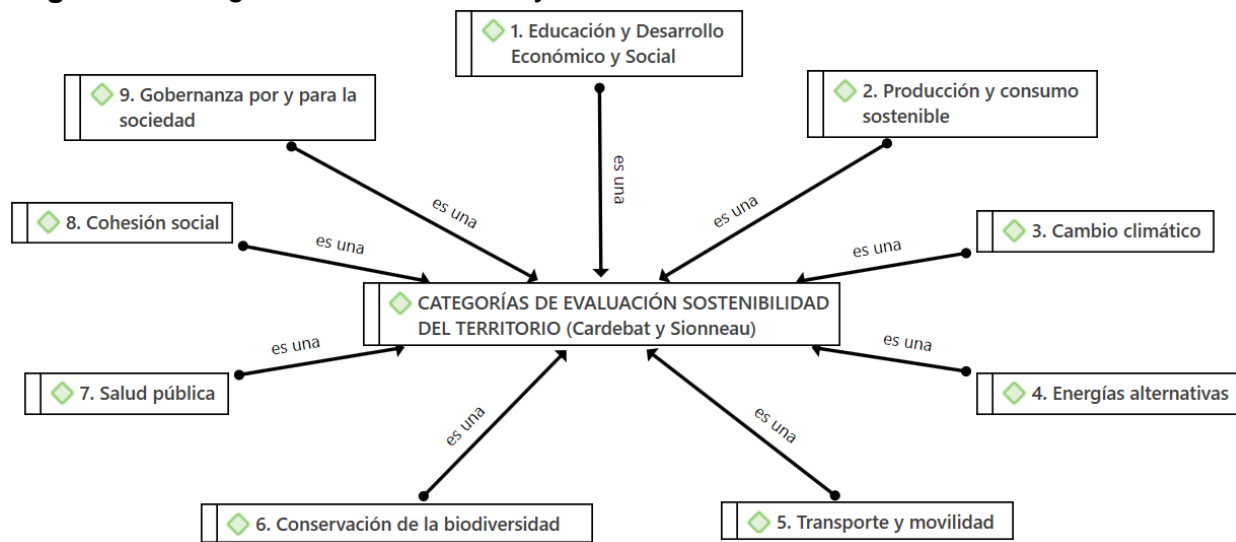 1. Educación y Desarrollo
Económico y Social
9. Gobernanza por y para la
sociedad
2. Producción y consumo
sostenible
es una
es una
es una
8. Cohesión social
es una
3. Cambio climático
es una
CATEGORÍAS DE EVALUACIÓN SOSTENIBILIDAD
DEL TERRITORIO (Cardebat y Sionneau)
es una
7. Salud pública
es una
4. Energías alternativas
es una
es una
6. Conservación de la biodiversidad
5. Transporte y movilidad